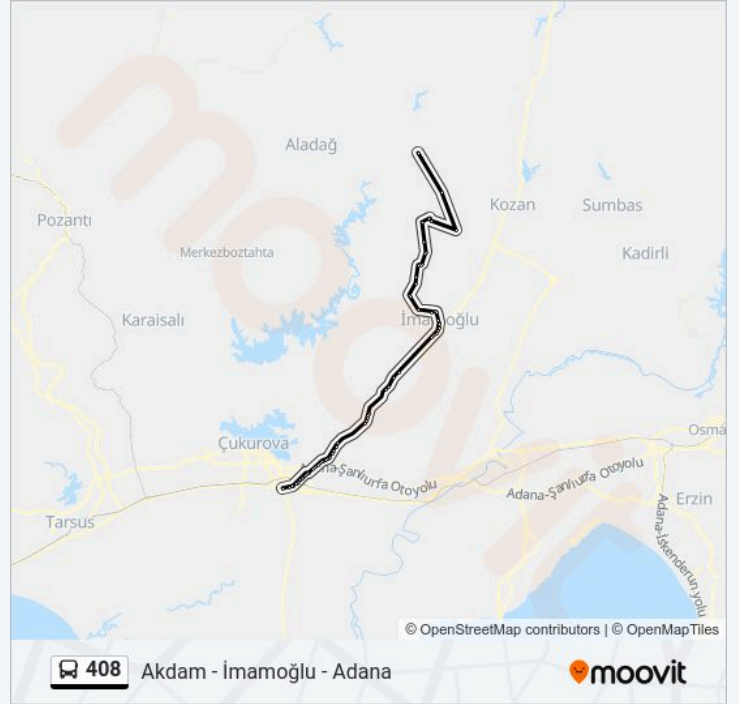 Aladağ
Kozan
Sumbas
Pozantı
Merkezboztahta
Kadirli
Karaisalı
İmamoğlu
Çukurova
Osma
Adana-Şanlıurfa Otoyolu
Adana-Şanlıurfa Otoyolu
Erzin
Tarsus
Adana-İskenderun yolu
© OpenStreetMap contributors | © OpenMapTiles
408 Akdam - İmamoğlu - Adana
moovit